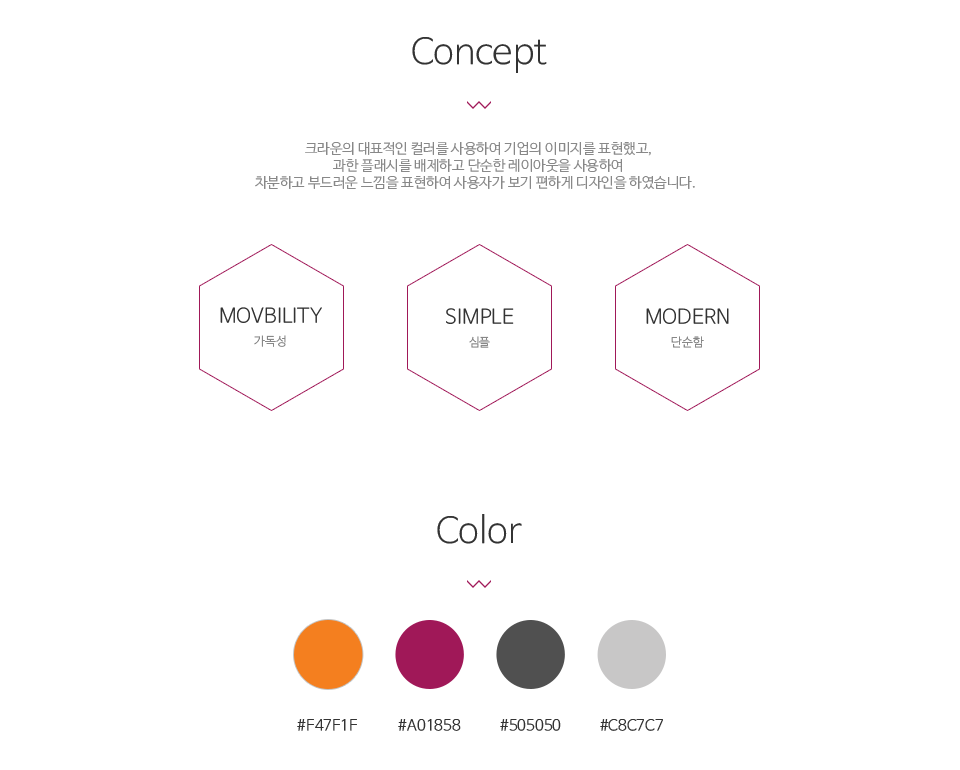 Concept
크라운의 대표적인 컬러를 사용하여 기업의 이미지를 표현했고,
과한 플래시를 배제하고 단순한 레이아웃을 사용하여
차분하고 부드러운 느낌을 표현하여 사용자가 보기 편하게 디자인을 하였습니다.
MOVBILITY
가독성
SIMPLE
심플
MODERN
단순함
Color
#F47F1F
#A01858
#505050
#C8C7C7